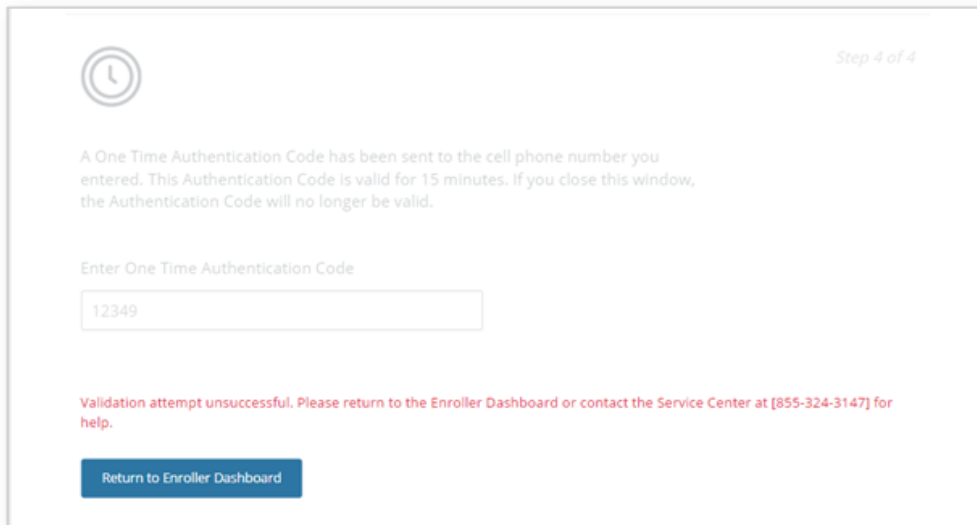 Step 4 of 4
A One Time Authentication Code has been sent to the cell phone number you
entered. This Authentication Code is valid for 15 minutes. If you close this window,
the Authentication Code will no longer be valid.
Enter One Time Authentication Code
12349
Validation attempt unsuccessful. Please return to the Enroller Dashboard or contact the Service Center at [855-324-3147] for
help.
Return to Enroller Dashboard